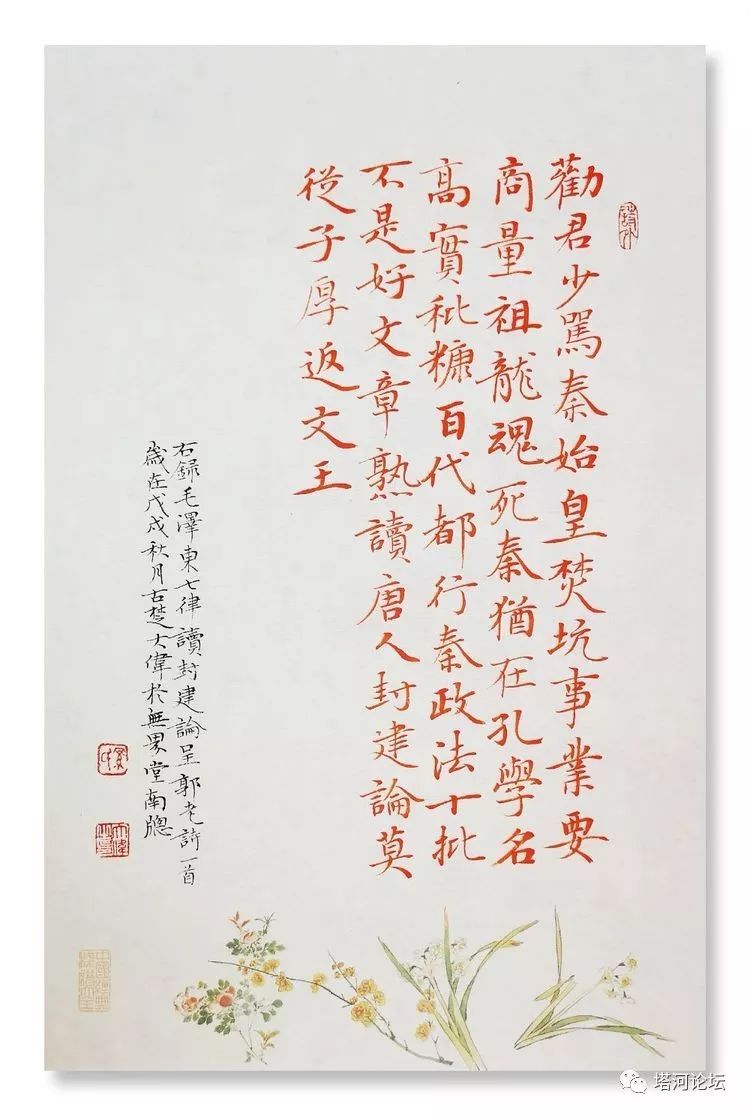 勸君少罵秦始皇焚坑事業要
商量祖龍魂死秦猶在孔學名
高實秕糠百代都行秦政法十批
不是好文章熟讀唐人封建論莫
從子厚返文王
右録毛澤東七律讀封建論呈郭老詩一首
歲在戊戌秋月古楚大偉於無界堂南牕
塔河论坛